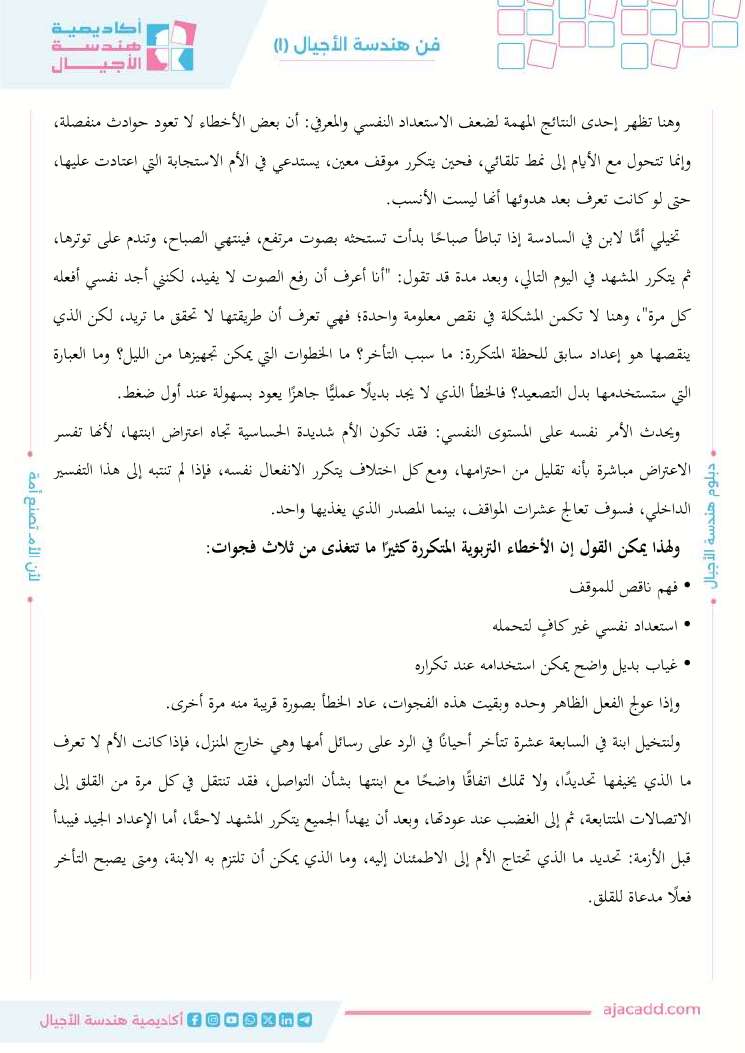 أكاديمية
هندسة
الأجيال
فن هندسة الأجيال (١)
وهنا تظهر إحدى النتائج المهمة لضعف الاستعداد النفسي والمعرفي: أن بعض الأخطاء لا تعود حوادث منفصلة،
وإنما تتحول مع الأيام إلى نمط تلقائي، فحين يتكرر موقف معين، يستدعي في الأم الاستجابة التي اعتادت عليها،
حتى لو كانت تعرف بعد هدوئها أنها ليست الأنسب.
تخيلي أمًّا لابن في السادسة إذا تباطأ صباحًا بدأت تستحثه بصوت مرتفع، فينتهي الصباح، وتندم على توترها،
ثم يتكرر المشهد في اليوم التالي، وبعد مدة قد تقول: "أنا أعرف أن رفع الصوت لا يفيد، لكنني أجد نفسي أفعله
كل مرة"، وهنا لا تكمن المشكلة في نقص معلومة واحدة؛ فهي تعرف أن طريقتها لا تحقق ما تريد، لكن الذي
ينقصها هو إعداد سابق للحظة المتكررة: ما سبب التأخر؟ ما الخطوات التي يمكن تجهيزها من الليل؟ وما العبارة
التي ستستخدمها بدل التصعيد؟ فالخطأ الذي لا يجد بديلًا عمليًّا جاهزًا يعود بسهولة عند أول ضغط.
ويحدث الأمر نفسه على المستوى النفسي: فقد تكون الأم شديدة الحساسية تجاه اعتراض ابنتها، لأنها تفسر
الاعتراض مباشرة بأنه تقليل من احترامها، ومع كل اختلاف يتكرر الانفعال نفسه، فإذا لم تنتبه إلى هذا التفسير
الداخلي، فسوف تعالج عشرات المواقف، بينما المصدر الذي يغذيها واحد.
ولهذا يمكن القول إن الأخطاء التربوية المتكررة كثيرًا ما تتغذى من ثلاث فجوات:
• فهم ناقص للموقف
• استعداد نفسي غير كافٍ لتحمله
• غياب بديل واضح يمكن استخدامه عند تكراره
وإذا عولج الفعل الظاهر وحده وبقيت هذه الفجوات، عاد الخطأ بصورة قريبة منه مرة أخرى.
ولنتخيل ابنة في السابعة عشرة تتأخر أحيانًا في الرد على رسائل أمها وهي خارج المنزل، فإذا كانت الأم لا تعرف
ما الذي يخيفها تحديدًا، ولا تملك اتفاقًا واضحًا مع ابنتها بشأن التواصل، فقد تنتقل في كل مرة من القلق إلى
الاتصالات المتتابعة، ثم إلى الغضب عند عودتها، وبعد أن يهدأ الجميع يتكرر المشهد لاحقًا، أما الإعداد الجيد فيبدأ
قبل الأزمة: تحديد ما الذي تحتاج الأم إلى الاطمئنان إليه، وما الذي يمكن أن تلتزم به الابنة، ومتى يصبح التأخر
فعلًا مدعاة للقلق.
دبلوم هندسة الأجيال
لأن الأم تصنع أمة
ajacadd.com
أكاديمية هندسة الأجيال